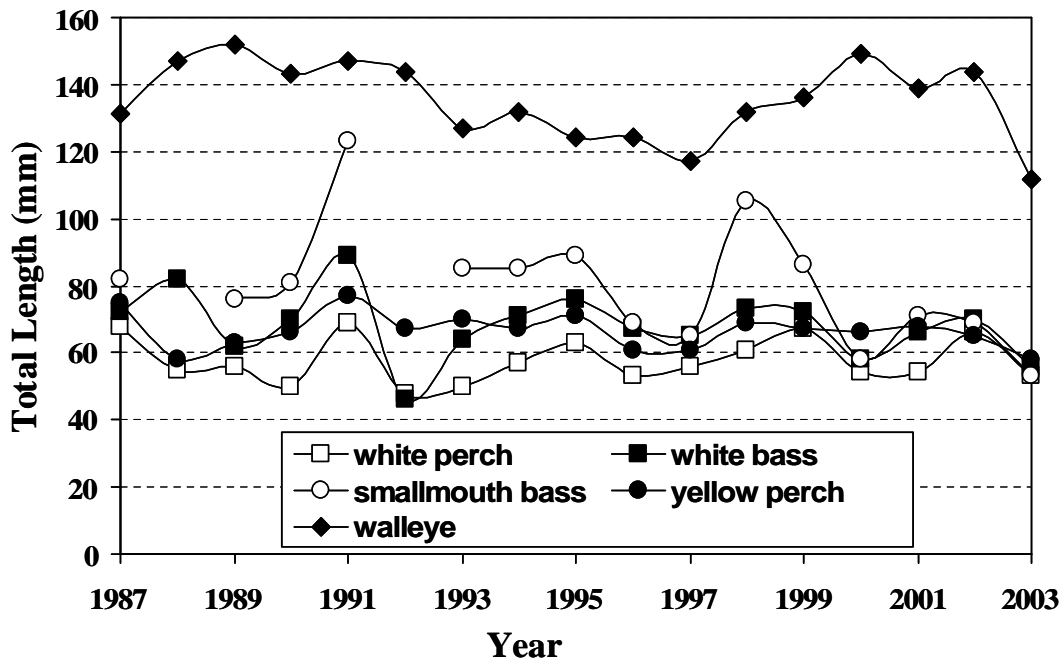 160
140
120
100
80
60
40
20
0
Total Length (mm)
white perch white bass
smallmouth bass yellow perch
walleye
1987 1989 1991 1993 1995 1997 1999 2001 2003
Year